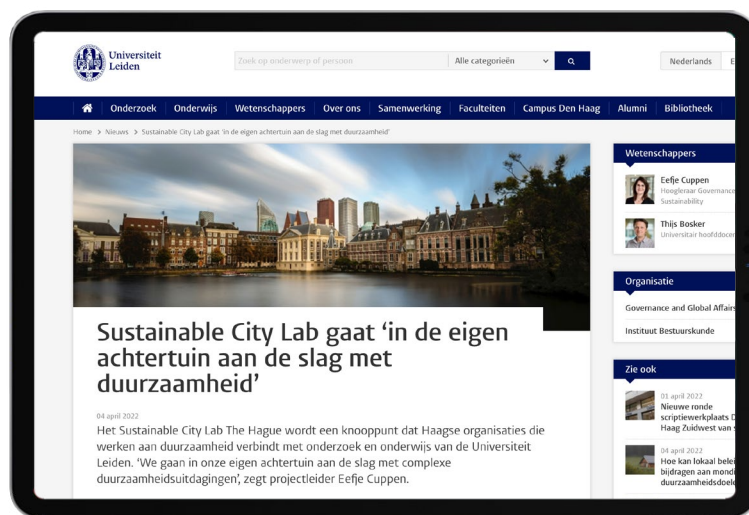 Universiteit
Leiden
Zoek op onderwerp of persoon
Alle categorieën
Nederlands
E
Onderzoek Onderwijs Wetenschappers Over ons Samenwerking Faculteiten Campus Den Haag Alumni Bibliotheek
Home > Nieuws > Sustainable City Lab gaat 'in de eigen achtertuin aan de slag met duurzaamheid'
Sustainable City Lab gaat ‘in de eigen
achtertuin aan de slag met
duurzaamheid’
04 april 2022
Het Sustainable City Lab The Hague wordt een knooppunt dat Haagse organisaties die
werken aan duurzaamheid verbindt met onderzoek en onderwijs van de Universiteit
Leiden. ‘We gaan in onze eigen achtertuin aan de slag met complexe
duurzaamheidsuitdagingen’, zegt projectleider Eefje Cuppen.
Wetenschappers
Eefje Cuppen
Hoogleraar Governance
Sustainability
Thijs Bosker
Universitair hoofddocen
Organisatie
Governance and Global Affairs
Instituut Bestuurskunde
Zie ook
01 april 2022
Nieuwe ronde
scriptiewerkplaats D
Haag Zuidwest van s
04 april 2022
Hoe kan lokaal belei
bijdragen aan mondi
duurzaamheidsdoele